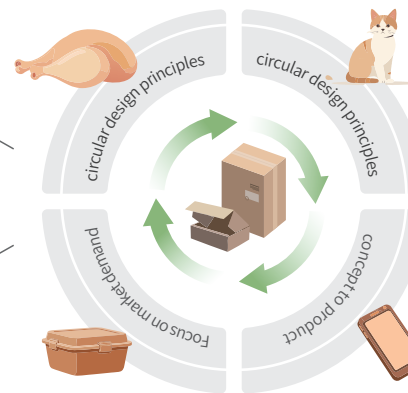 circular design principles
circular design principles
Focus on market demand
concept to product